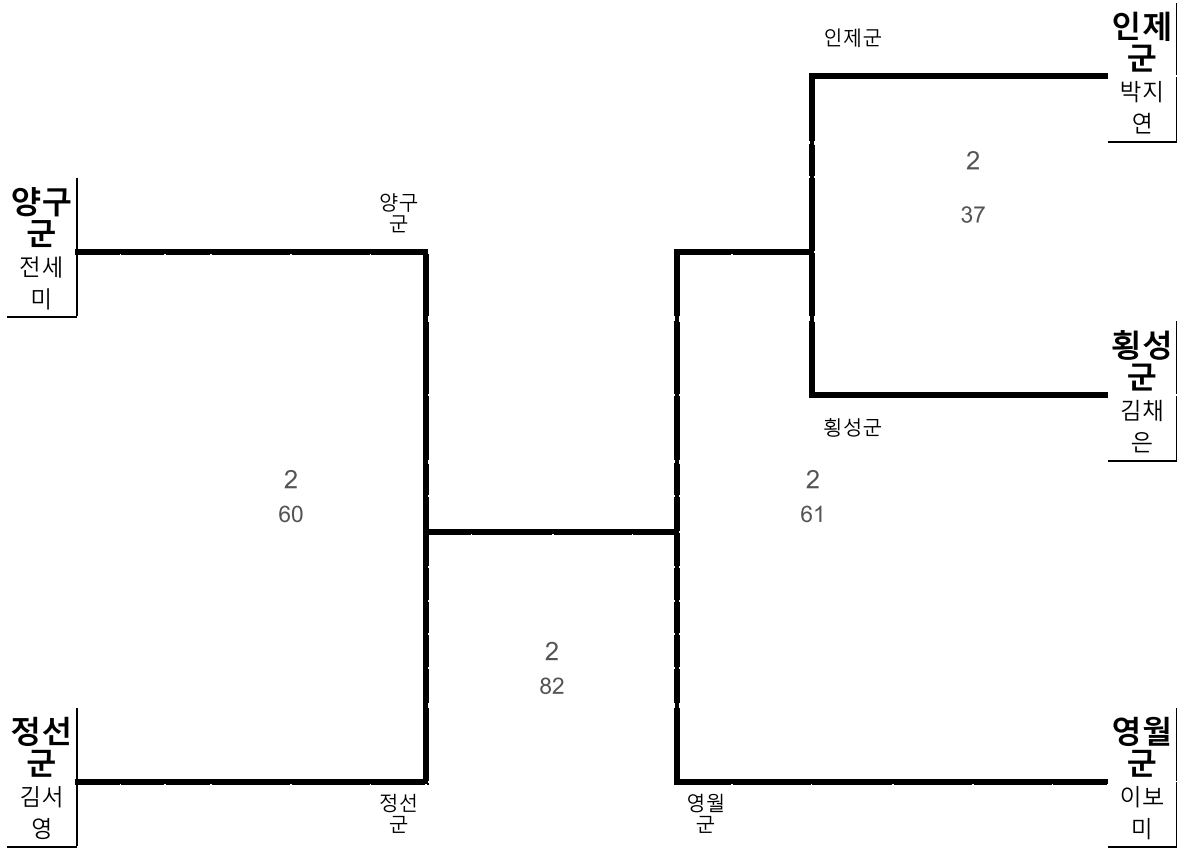 인제군
인제
군
박지
연
2
37
양구
군
전세
미
양구
군
횡성
군
김채
은
횡성군
2
60
2
61
2
82
정선
군
김서
영
정선
군
영월
군
영월
군
이보
미